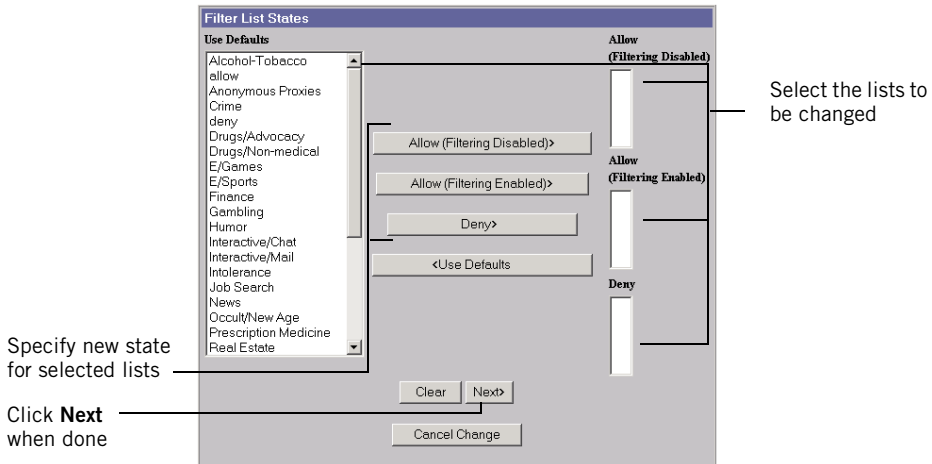 Filter List States
Use Defaults
Alcohol-Tobacco
allow
Anonymous Proxies
Crime
deny
Drugs/Advocacy
Drugs/Non-medical
E/Games
E/Sports
Finance
Gambling
Humor
Interactive/Chat
Interactive/Mail
Intolerance
Job Search
News
Occult/New Age
Prescription Medicine
Real Estate
Allow (Filtering Disabled)>
Allow (Filtering Enabled)>
Deny>
<Use Defaults
Allow
(Filtering Disabled)
Allow
(Filtering Enabled)
Deny
Select the lists to
be changed
Specify new state
for selected lists
Click Next
when done
Clear
Next>
Cancel Change